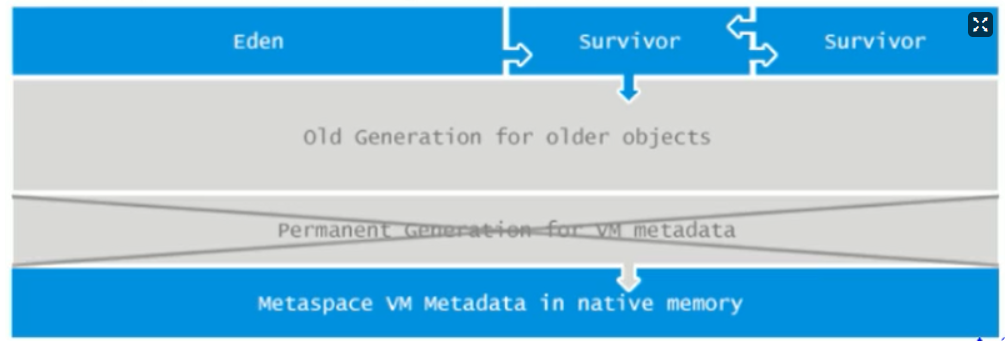 Eden
Survivor
Survivor
Old Generation for older objects
Permanent Generation for VM metadata
Metaspace VM Metadata in native memory